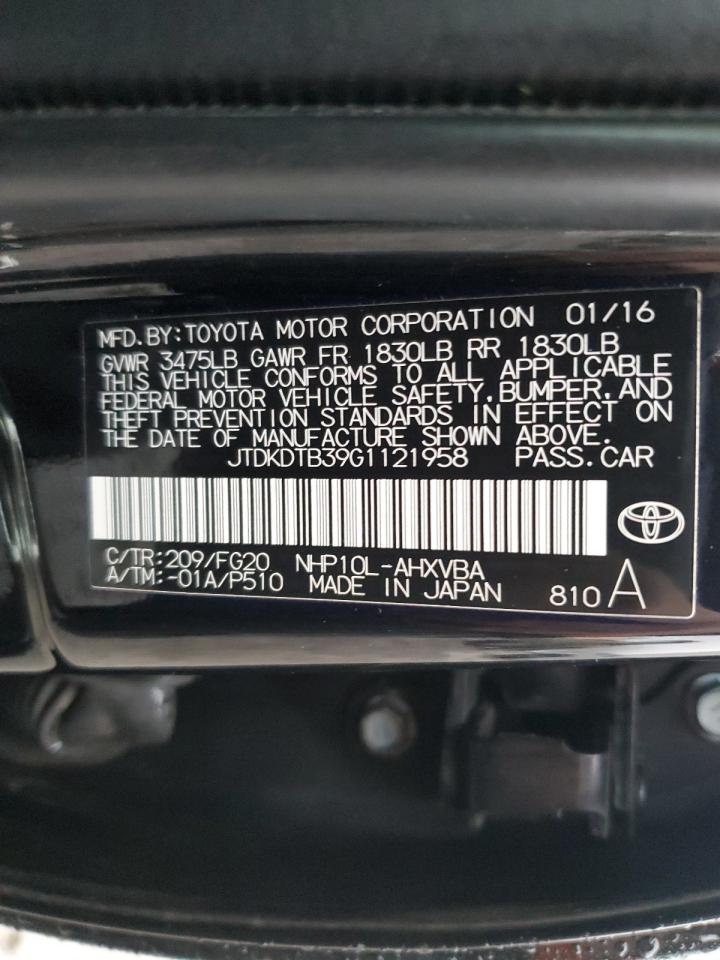 MFD.BY:TOYOTA MOTOR CORPORATION 01/16
GVWR 3475LB GAWR FR 1830LB RR 1830LB
THIS VEHICLE CONFORMS TO ALL APPLICABLE
FEDERAL MOTOR VEHICLE SAFETY,BUMPER,AND
THEFT PREVENTION STANDARDS IN EFFECT ON
THE DATE OF MANUFACTURE SHOWN ABOVE.
JTDKDTB39G1121958 PASS.CAR
C/TR:209/FG20 NHP10L-AHXVBA
A/TM:-01A/P510 MADE IN JAPAN 810A